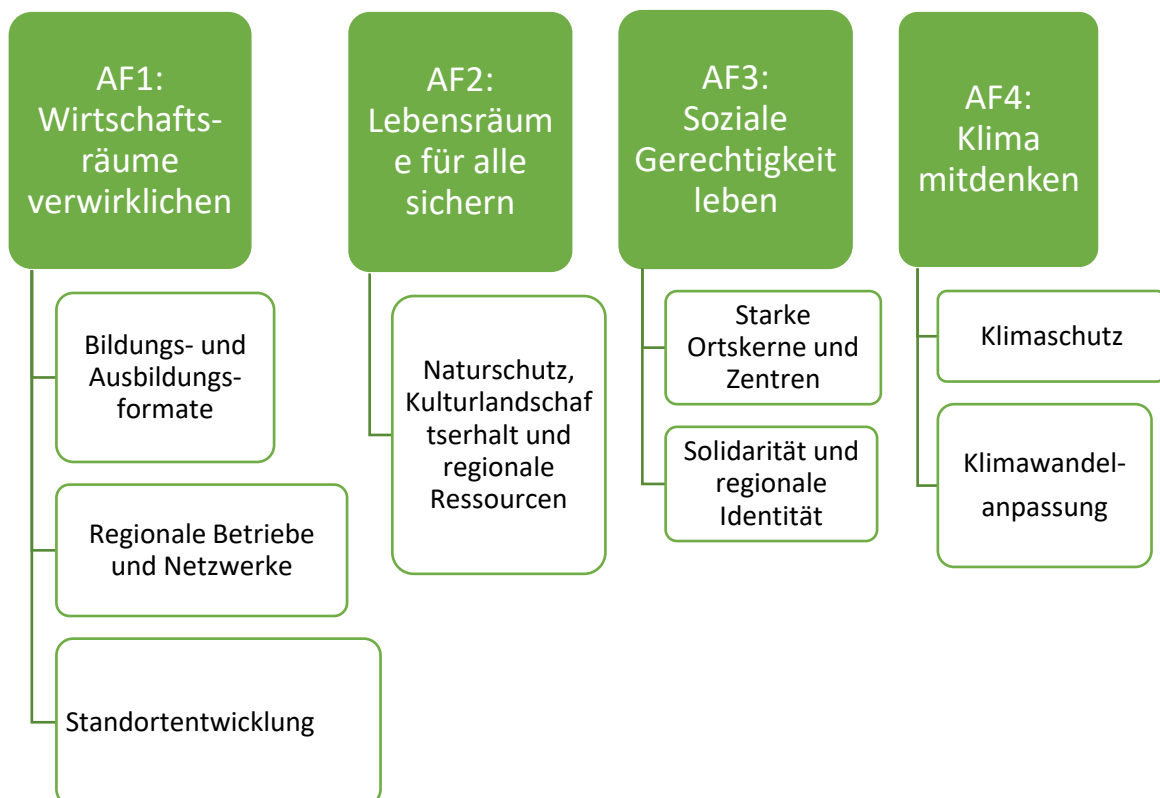 AF1:
Wirtschafts-
räume
verwirklichen
Bildungs- und
Ausbildungs-
formate
Regionale Betriebe
und Netzwerke
Standortentwicklung
AF2:
Lebensräum
e für alle
sichern
Naturschutz,
Kulturlandschaf
tserhalt und
regionale
Ressourcen
AF3:
Soziale
Gerechtigkeit
leben
Starke
Ortskerne und
Zentren
Solidarität und
regionale
Identität
AF4:
Klima
mitdenken
Klimaschutz
Klimawandel-
anpassung